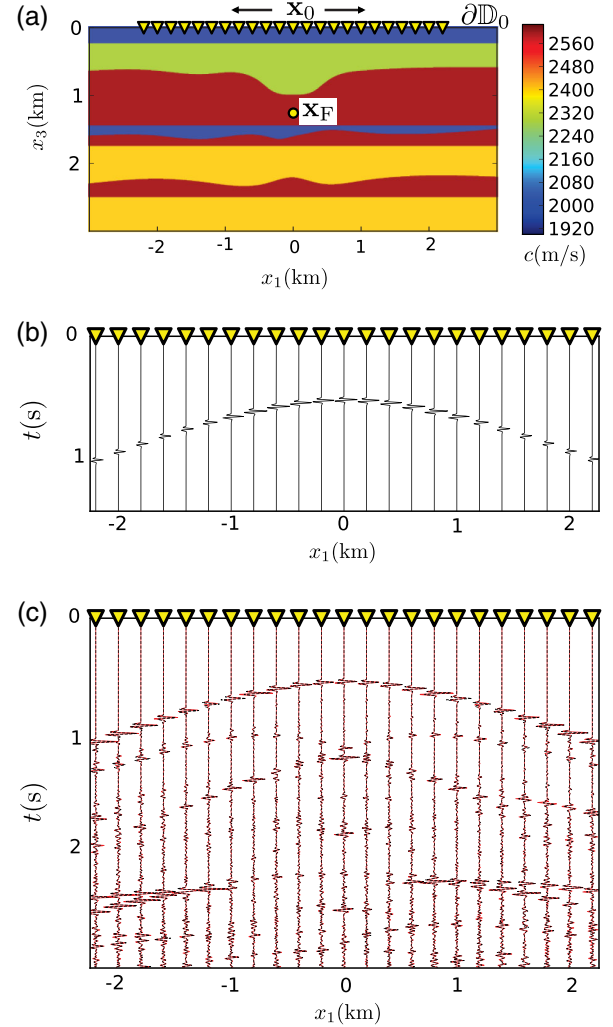 (a)
x₀
∂𝔻₀
0
1
2
x₃(km)
x_F
-2 -1 0 1 2
x₁(km)
2560
2480
2400
2320
2240
2160
2080
2000
1920
c(m/s)
(b)
0
1
t(s)
-2 -1 0 1 2
x₁(km)
(c)
0
1
2
t(s)
-2 -1 0 1 2
x₁(km)